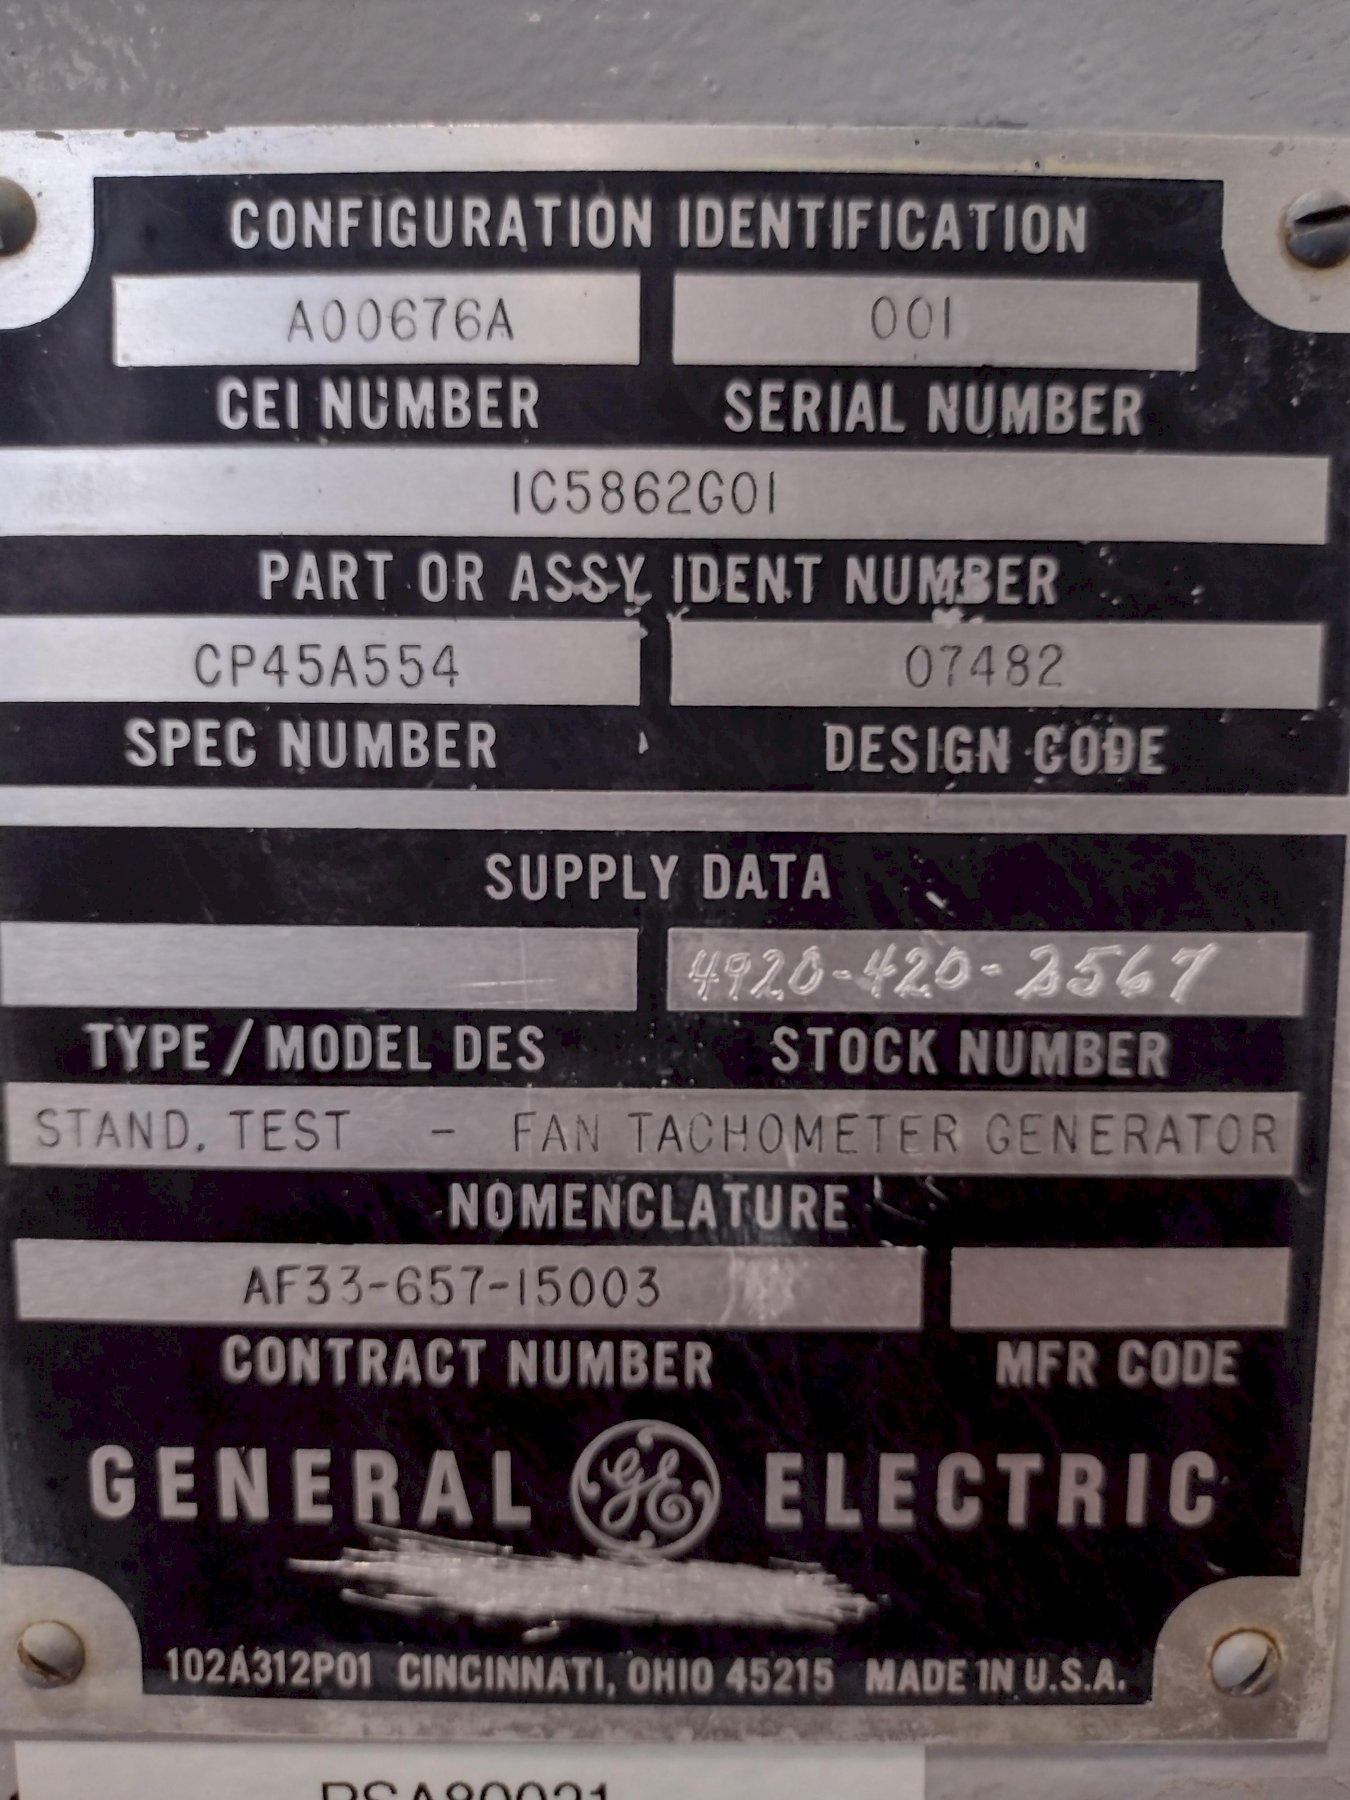 CONFIGURATION IDENTIFICATION
A00676A 001
CEI NUMBER SERIAL NUMBER
1C5862G01
PART OR ASSY IDENT NUMBER
CP45A554 07482
SPEC NUMBER DESIGN CODE
SUPPLY DATA
4920-420-2567
TYPE / MODEL DES STOCK NUMBER
STAND. TEST - FAN TACHOMETER GENERATOR
NOMENCLATURE
AF33-657-15003
CONTRACT NUMBER MFR CODE
GENERAL GE ELECTRIC
102A312P01 CINCINNATI, OHIO 45215 MADE IN U.S.A.